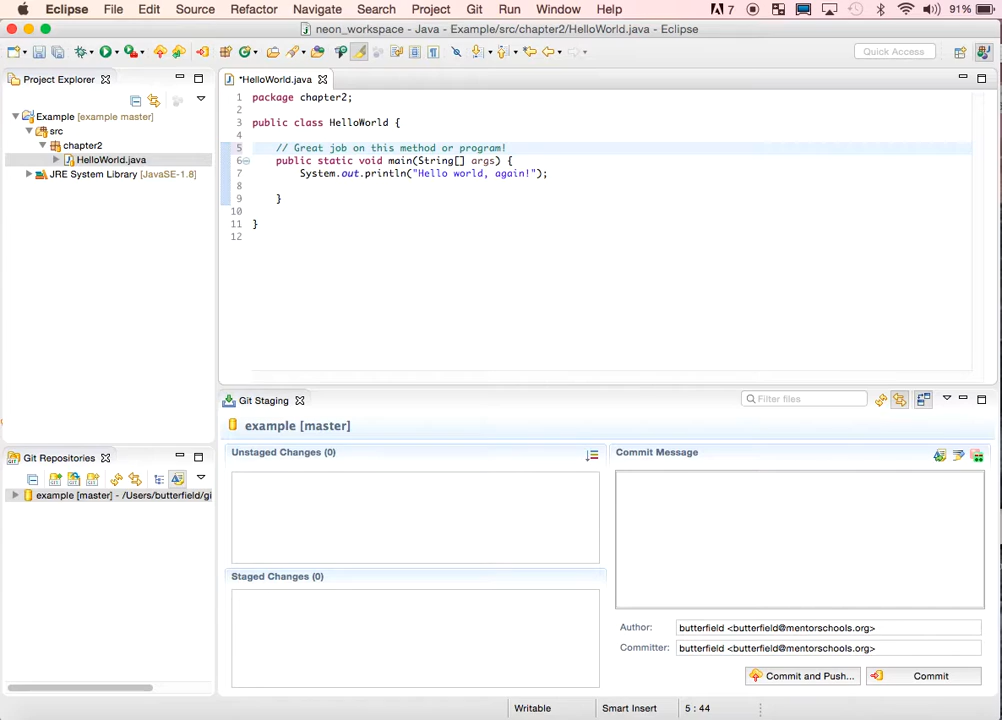 Eclipse File Edit Source Refactor Navigate Search Project Git Run Window Help 7 91%
neon_workspace - Java - Example/src/chapter2/HelloWorld.java - Eclipse
Quick Access
Project Explorer
Example [example master]
src
chapter2
HelloWorld.java
JRE System Library [JavaSE-1.8]
*HelloWorld.java
1 package chapter2;
2
3 public class HelloWorld {
4
5 // Great job on this method or program!
6 public static void main(String[] args) {
7 System.out.println("Hello world, again!");
8
9 }
10
11 }
12
Git Repositories
example [master] - /Users/butterfield/gi
Git Staging
Filter files
example [master]
Unstaged Changes (0)
Staged Changes (0)
Commit Message
Author: butterfield <butterfield@mentorschools.org>
Committer: butterfield <butterfield@mentorschools.org>
Commit and Push... Commit
Writable Smart Insert 5 : 44